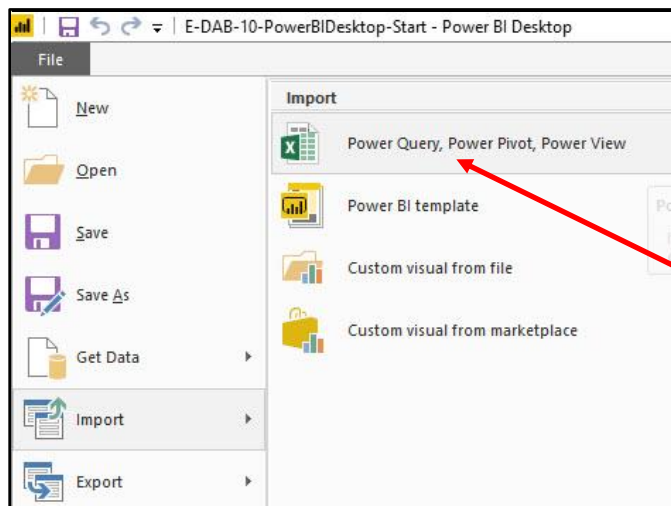 E-DAB-10-PowerBIDesktop-Start - Power BI Desktop
File
New
Open
Save
Save As
Get Data
Import
Export
Import
Power Query, Power Pivot, Power View
Power BI template
Custom visual from file
Custom visual from marketplace